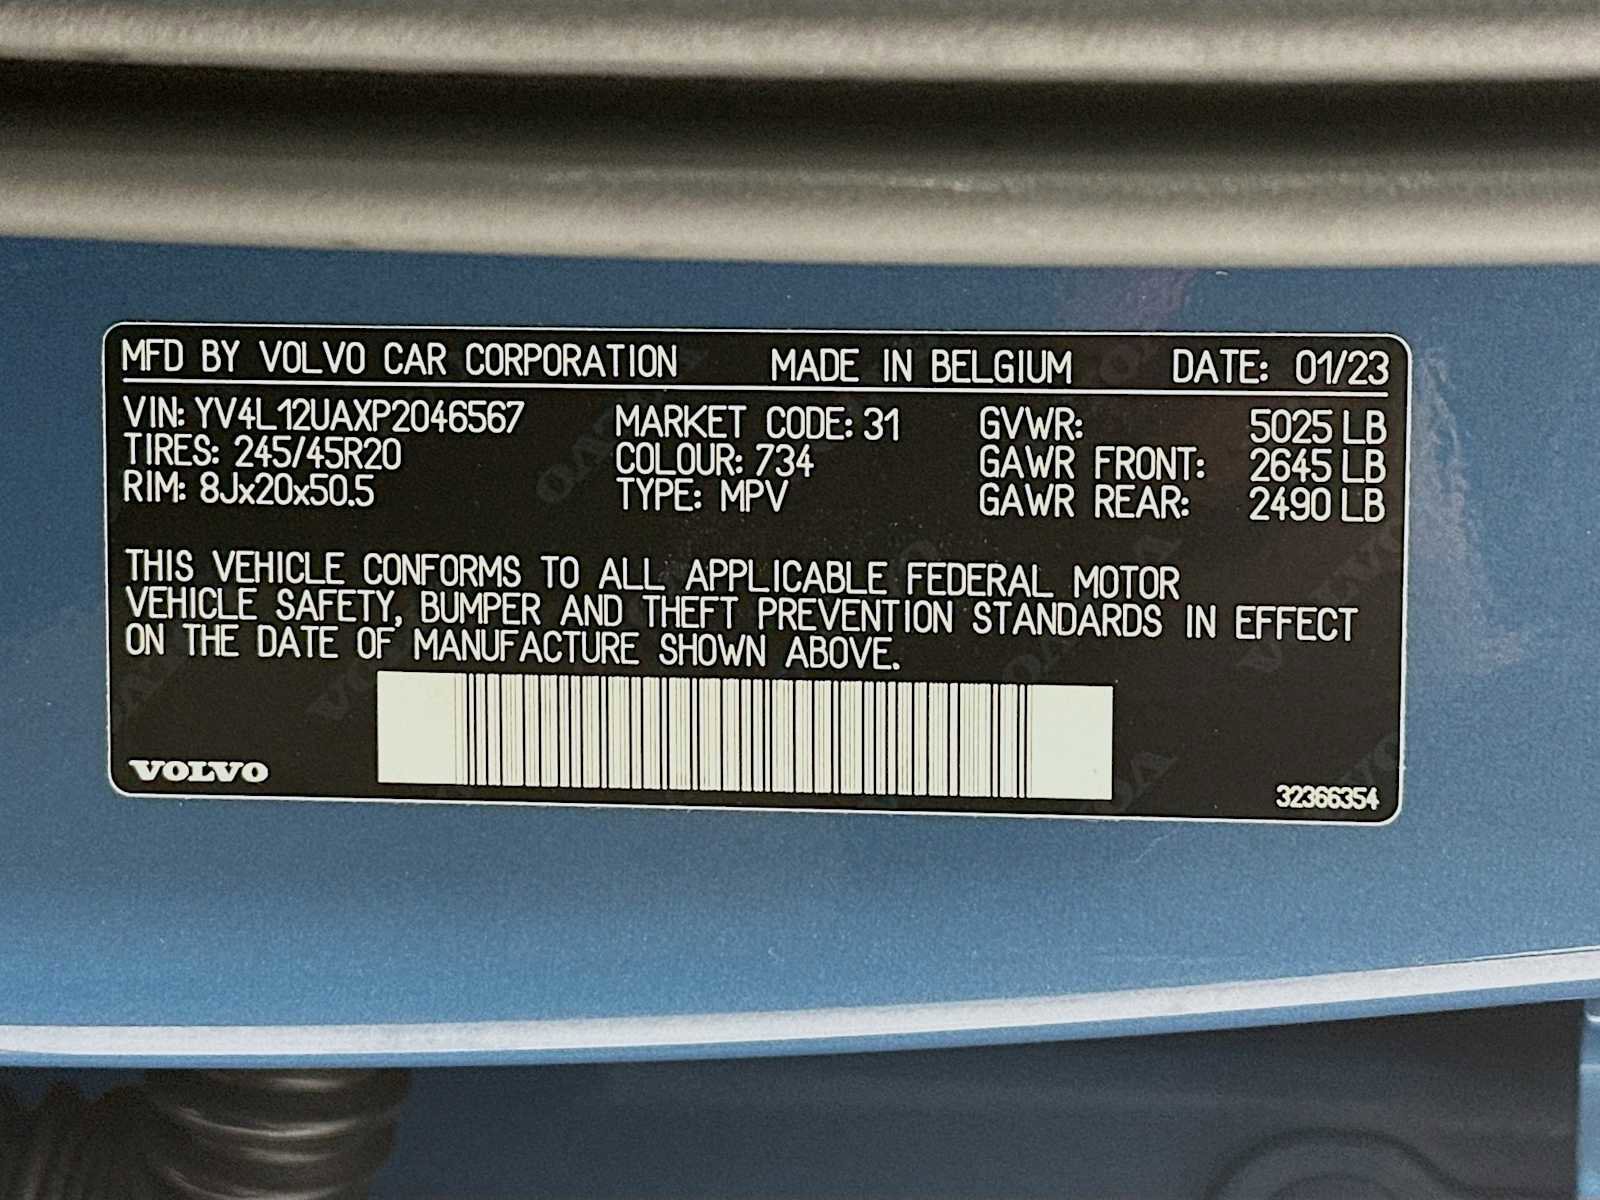 MFD BY VOLVO CAR CORPORATION MADE IN BELGIUM DATE: 01/23
VIN: YV4L12UAXP2046567 MARKET CODE: 31 GVWR: 5025 LB
TIRES: 245/45R20 COLOUR: 734 GAWR FRONT: 2645 LB
RIM: 8Jx20x50.5 TYPE: MPV GAWR REAR: 2490 LB
THIS VEHICLE CONFORMS TO ALL APPLICABLE FEDERAL MOTOR
VEHICLE SAFETY, BUMPER AND THEFT PREVENTION STANDARDS IN EFFECT
ON THE DATE OF MANUFACTURE SHOWN ABOVE.
VOLVO
32366354